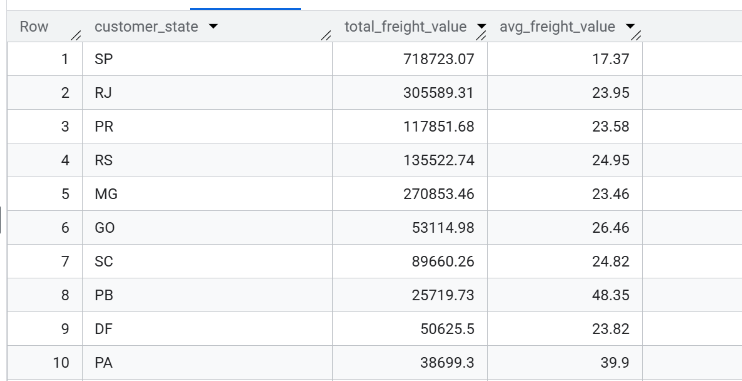 Row customer_state total_freight_value avg_freight_value
1 SP 718723.07 17.37
2 RJ 305589.31 23.95
3 PR 117851.68 23.58
4 RS 135522.74 24.95
5 MG 270853.46 23.46
6 GO 53114.98 26.46
7 SC 89660.26 24.82
8 PB 25719.73 48.35
9 DF 50625.5 23.82
10 PA 38699.3 39.9